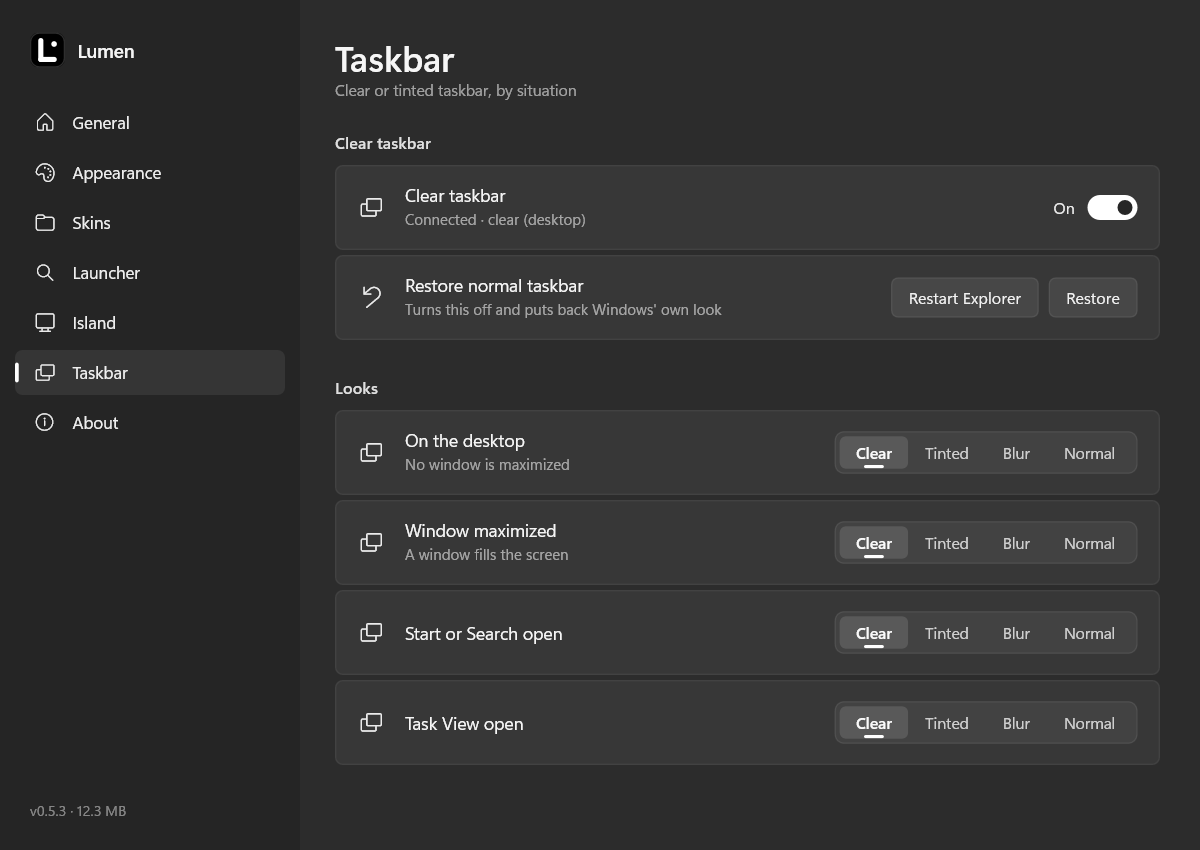 Lumen
General
Appearance
Skins
Launcher
Island
Taskbar
About
v0.5.3 · 12.3 MB
Taskbar
Clear or tinted taskbar, by situation
Clear taskbar
Clear taskbar
Connected · clear (desktop)
On
Restore normal taskbar
Turns this off and puts back Windows' own look
Restart Explorer
Restore
Looks
On the desktop
No window is maximized
Clear Tinted Blur Normal
Window maximized
A window fills the screen
Clear Tinted Blur Normal
Start or Search open
Clear Tinted Blur Normal
Task View open
Clear Tinted Blur Normal